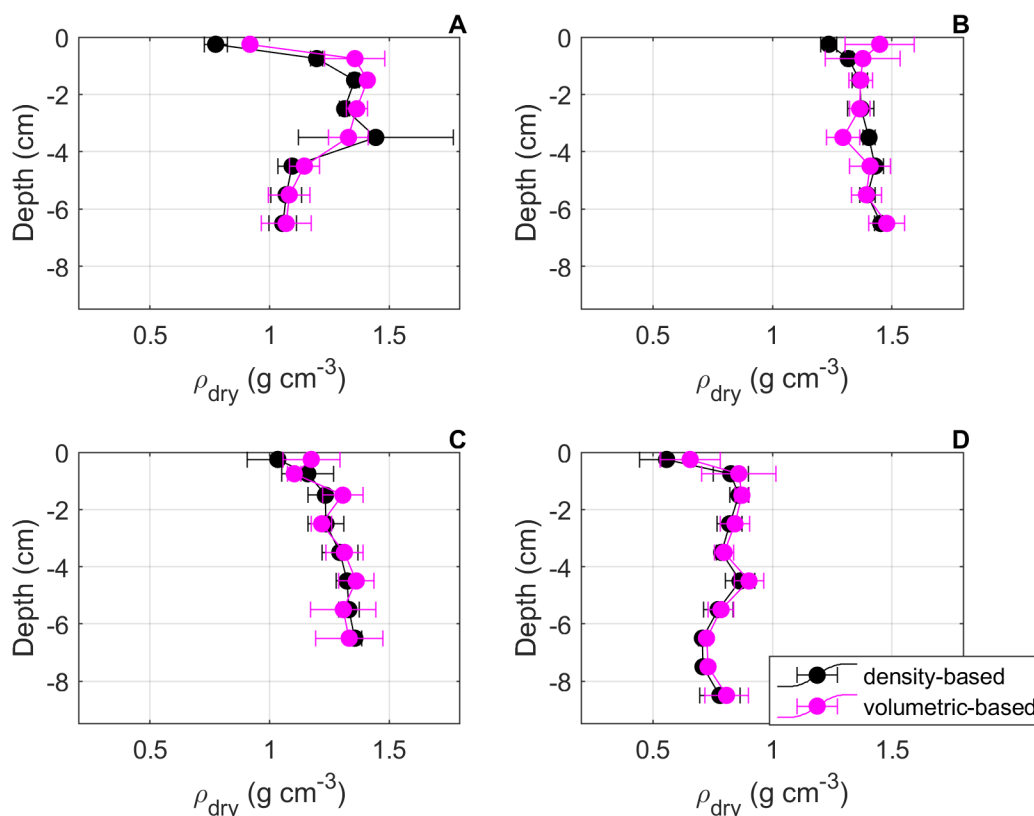 A
0
-2
-4
-6
-8
Depth (cm)
0.5 1 1.5
ρdry (g cm-3)
B
0
-2
-4
-6
-8
Depth (cm)
0.5 1 1.5
ρdry (g cm-3)
C
0
-2
-4
-6
-8
Depth (cm)
0.5 1 1.5
ρdry (g cm-3)
D
0
-2
-4
-6
-8
Depth (cm)
0.5 1 1.5
ρdry (g cm-3)
density-based
volumetric-based